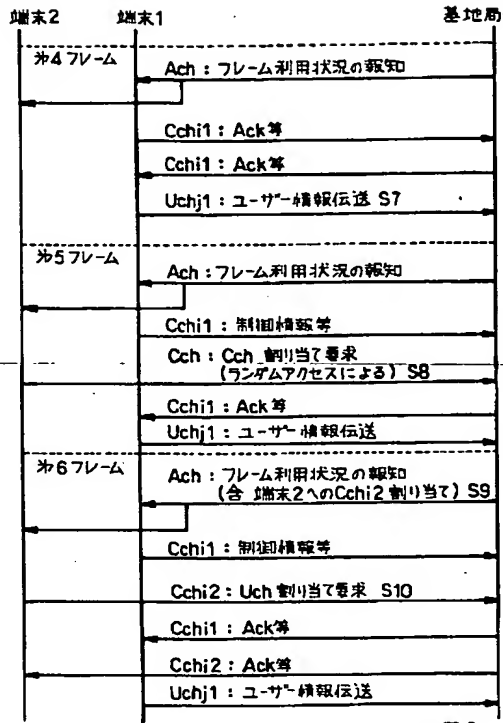 端末2 端末1 基地局
第4フレーム
Ach : フレーム利用状況の報知
Cchi1 : Ack等
Cchi1 : Ack等
Uchj1 : ユーザー情報伝送 S7
第5フレーム
Ach : フレーム利用状況の報知
Cchi1 : 制御情報等
Cch : Cch 割り当て要求
(ランダムアクセスによる) S8
Cchi1 : Ack等
Uchj1 : ユーザー情報伝送
第6フレーム
Ach : フレーム利用状況の報知
(含 端末2へのCchi2 割り当て) S9
Cchi1 : 制御情報等
Cchi2 : Uch 割り当て要求 S10
Cchi1 : Ack等
Cchi2 : Ack等
Uchj1 : ユーザー情報伝送